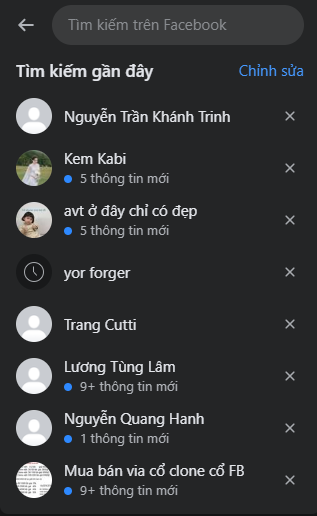 Tìm kiếm trên Facebook
Tìm kiếm gần đây
Chỉnh sửa
Nguyễn Trần Khánh Trinh
Kem Kabi
5 thông tin mới
avt ở đây chỉ có đẹp
5 thông tin mới
yor forger
Trang Cutti
Lương Tùng Lâm
9+ thông tin mới
Nguyễn Quang Hanh
1 thông tin mới
Mua bán via cổ clone cổ FB
9+ thông tin mới